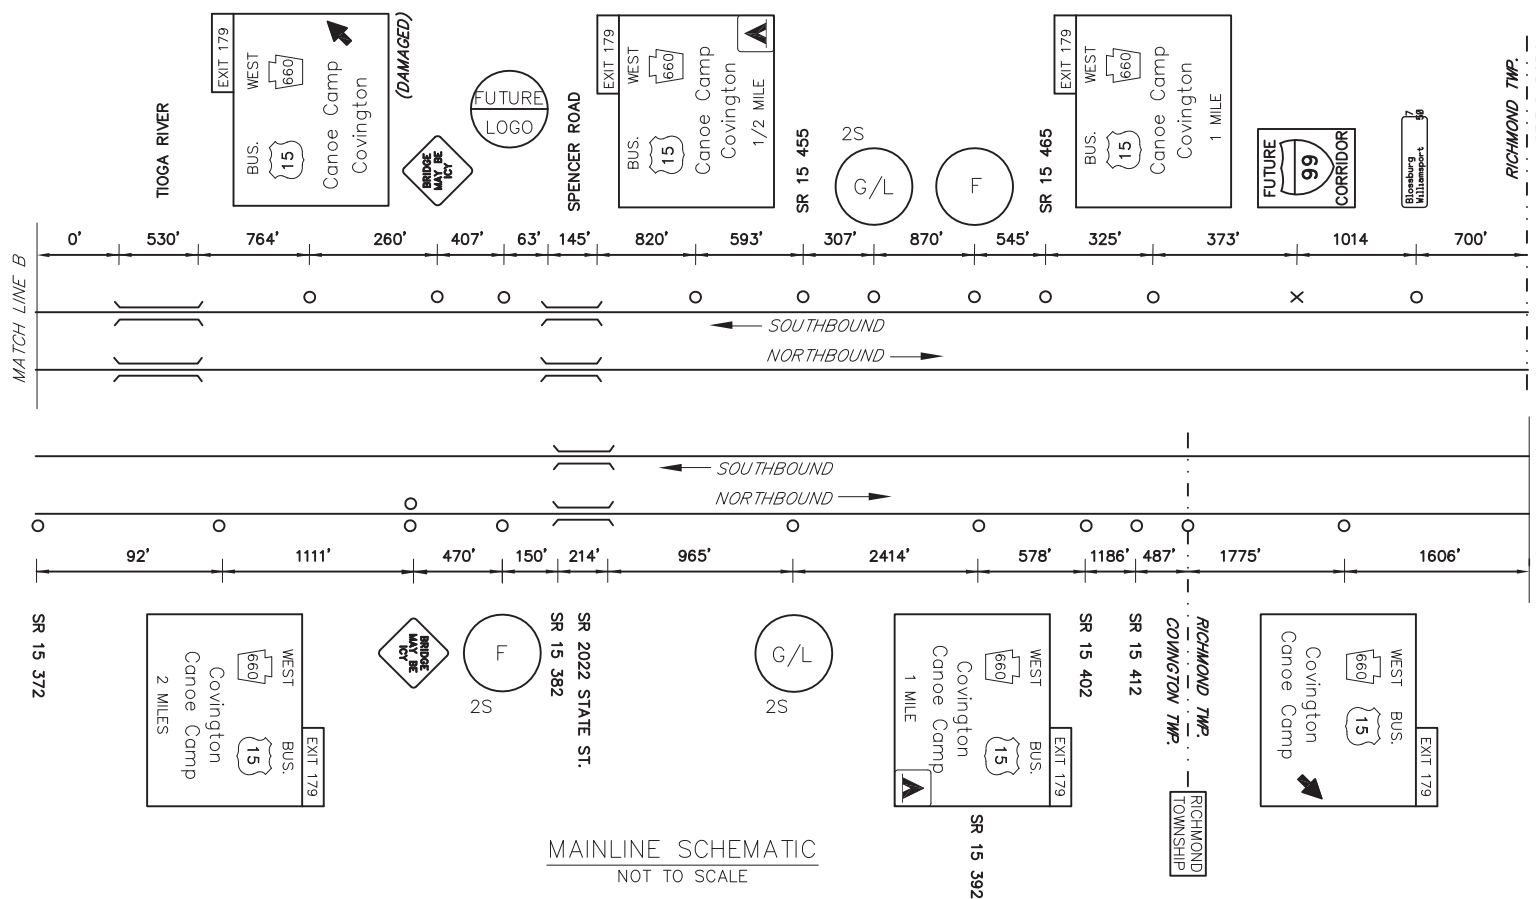 EXIT 179
WEST
660
BUS.
15
Canoe Camp
Covington
(DAMAGED)
TIOGA RIVER
BRIDGE
MAY BE
ICY
FUTURE
LOGO
SPENCER ROAD
EXIT 179
WEST
660
BUS.
15
Canoe Camp
Covington
1/2 MILE
SR 15 455
2S
G/L
F
SR 15 465
EXIT 179
WEST
660
BUS.
15
Canoe Camp
Covington
1 MILE
FUTURE
99
CORRIDOR
Blossburg 7
Williamsport 50
RICHMOND TWP.
MATCH LINE B
0' 530' 764' 260' 407' 63' 145' 820' 593' 307' 870' 545' 325' 373' 1014 700'
SOUTHBOUND
NORTHBOUND
SOUTHBOUND
NORTHBOUND
92' 1111' 470' 150' 214' 965' 2414' 578' 1186' 487' 1775' 1606'
SR 15 372
EXIT 179
WEST
660
BUS.
15
Covington
Canoe Camp
2 MILES
BRIDGE
MAY BE
ICY
F
2S
SR 15 382
SR 2022 STATE ST.
G/L
2S
EXIT 179
WEST
660
BUS.
15
Covington
Canoe Camp
1 MILE
SR 15 392
SR 15 402
SR 15 412
RICHMOND TWP.
COVINGTON TWP.
RICHMOND
TOWNSHIP
EXIT 179
WEST
660
BUS.
15
Covington
Canoe Camp
MAINLINE SCHEMATIC
NOT TO SCALE